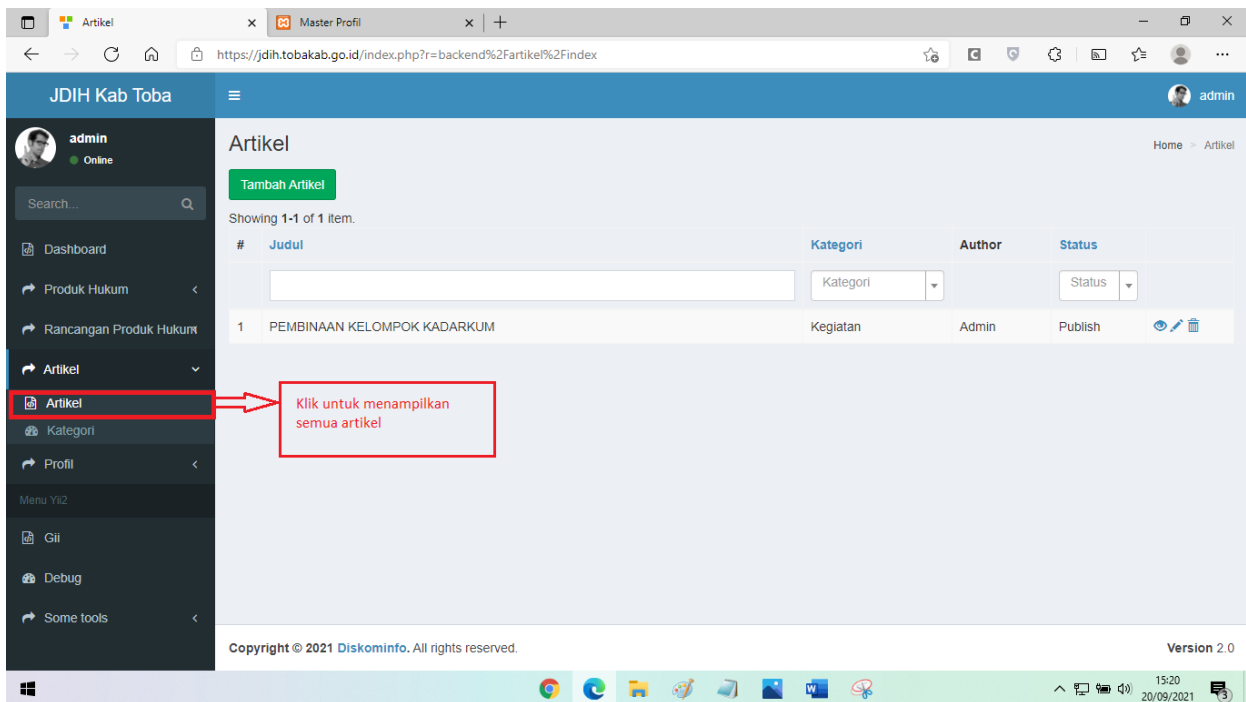 Artikel
Master Profil
https://jdih.tobakab.go.id/index.php?r=backend%2Fartikel%2Findex
JDIH Kab Toba
admin
admin
Online
Search...
Dashboard
Produk Hukum
Rancangan Produk Hukum
Artikel
Artikel
Kategori
Profil
Menu Yii2
Gii
Debug
Some tools
Artikel
Home > Artikel
Tambah Artikel
Showing 1-1 of 1 item.
# Judul Kategori Author Status
Kategori Status
1 PEMBINAAN KELOMPOK KADARKUM Kegiatan Admin Publish
Klik untuk menampilkan
semua artikel
Copyright © 2021 Diskominfo. All rights reserved.
Version 2.0
15:20
20/09/2021
3